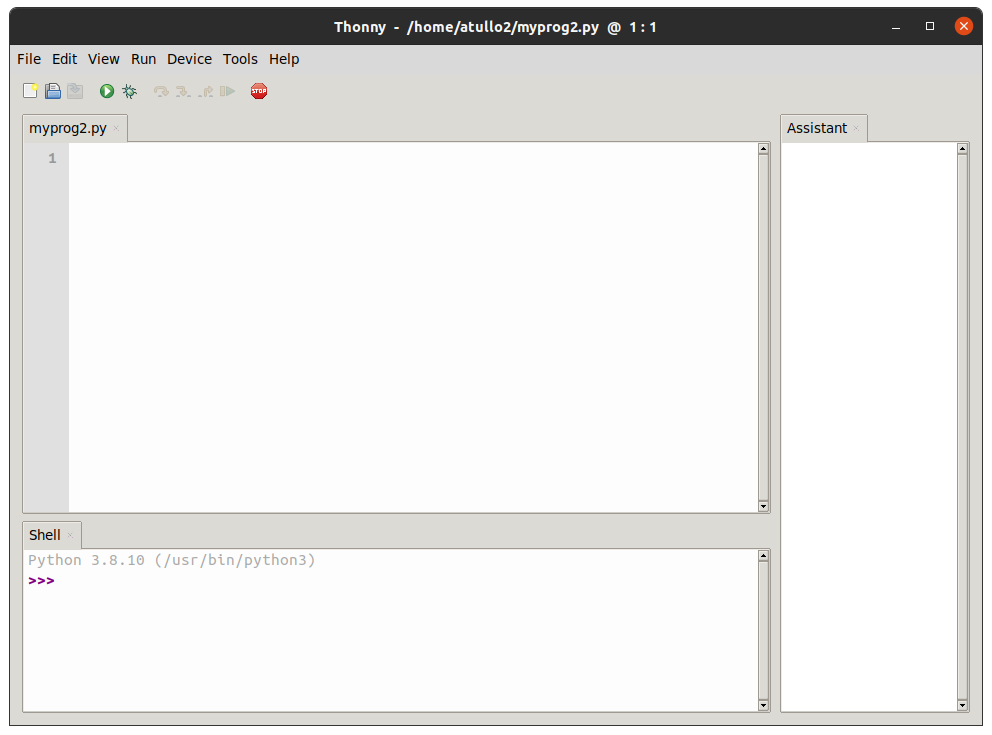 Thonny - /home/atullo2/myprog2.py @ 1:1
File Edit View Run Device Tools Help
STOP
myprog2.py
Assistant
1
Shell
Python 3.8.10 (/usr/bin/python3)
>>>